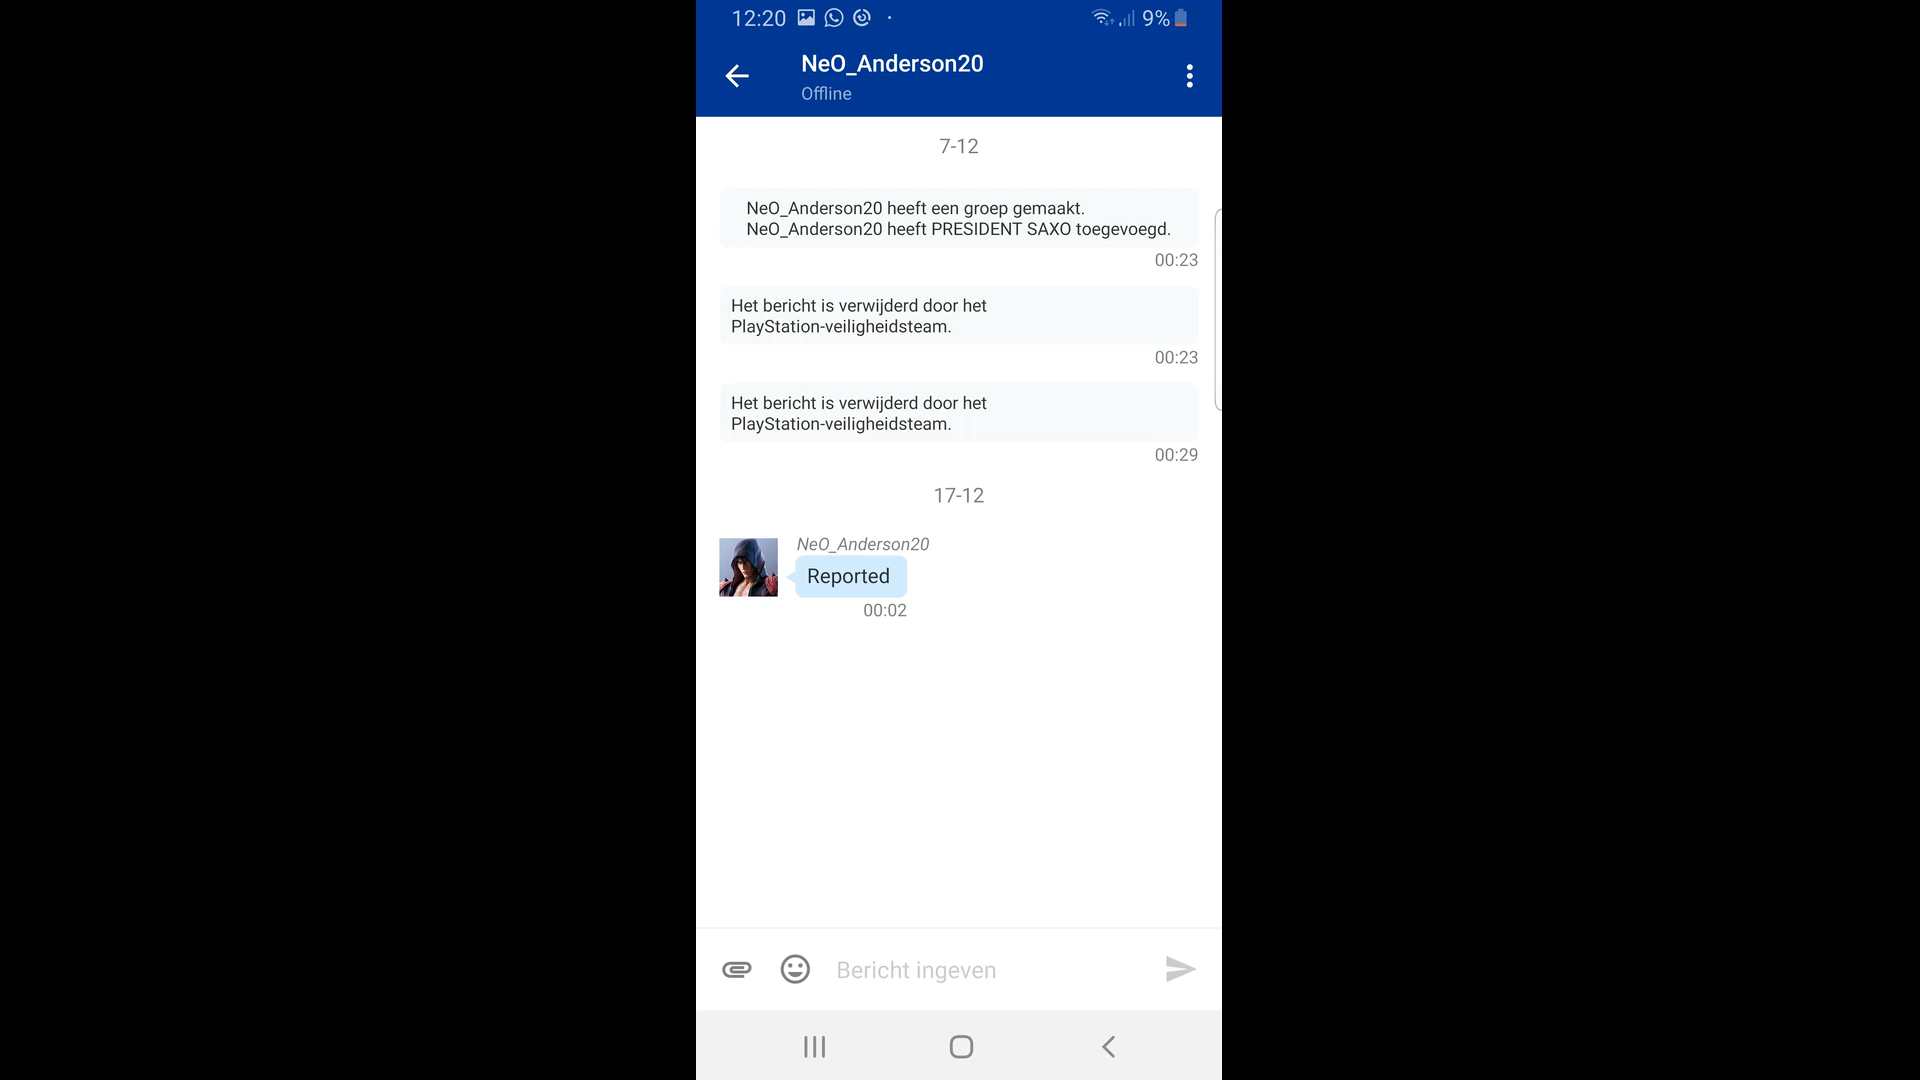 12:20
9%
NeO_Anderson20
Offline
7-12
NeO_Anderson20 heeft een groep gemaakt.
NeO_Anderson20 heeft PRESIDENT SAXO toegevoegd.
00:23
Het bericht is verwijderd door het
PlayStation-veiligheidsteam.
00:23
Het bericht is verwijderd door het
PlayStation-veiligheidsteam.
00:29
17-12
NeO_Anderson20
Reported
00:02
Bericht ingeven